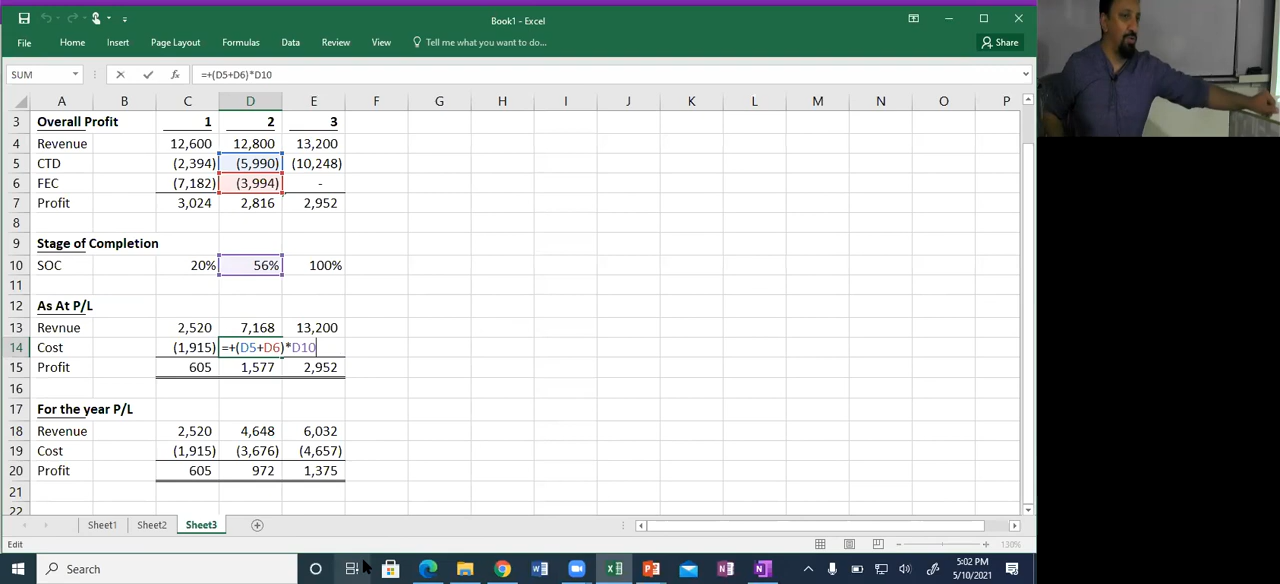 Book1 - Excel
File Home Insert Page Layout Formulas Data Review View Tell me what you want to do... Share
SUM fx =+(D5+D6)*D10
A B C D E F G H I J K L M N O P
3 Overall Profit 1 2 3
4 Revenue 12,600 12,800 13,200
5 CTD (2,394) (5,990) (10,248)
6 FEC (7,182) (3,994) -
7 Profit 3,024 2,816 2,952
8
9 Stage of Completion
10 SOC 20% 56% 100%
11
12 As At P/L
13 Revnue 2,520 7,168 13,200
14 Cost (1,915) =+(D5+D6)*D10
15 Profit 605 1,577 2,952
16
17 For the year P/L
18 Revenue 2,520 4,648 6,032
19 Cost (1,915) (3,676) (4,657)
20 Profit 605 972 1,375
21
22
Sheet1 Sheet2 Sheet3
Edit 130%
Search 5:02 PM
5/10/2021